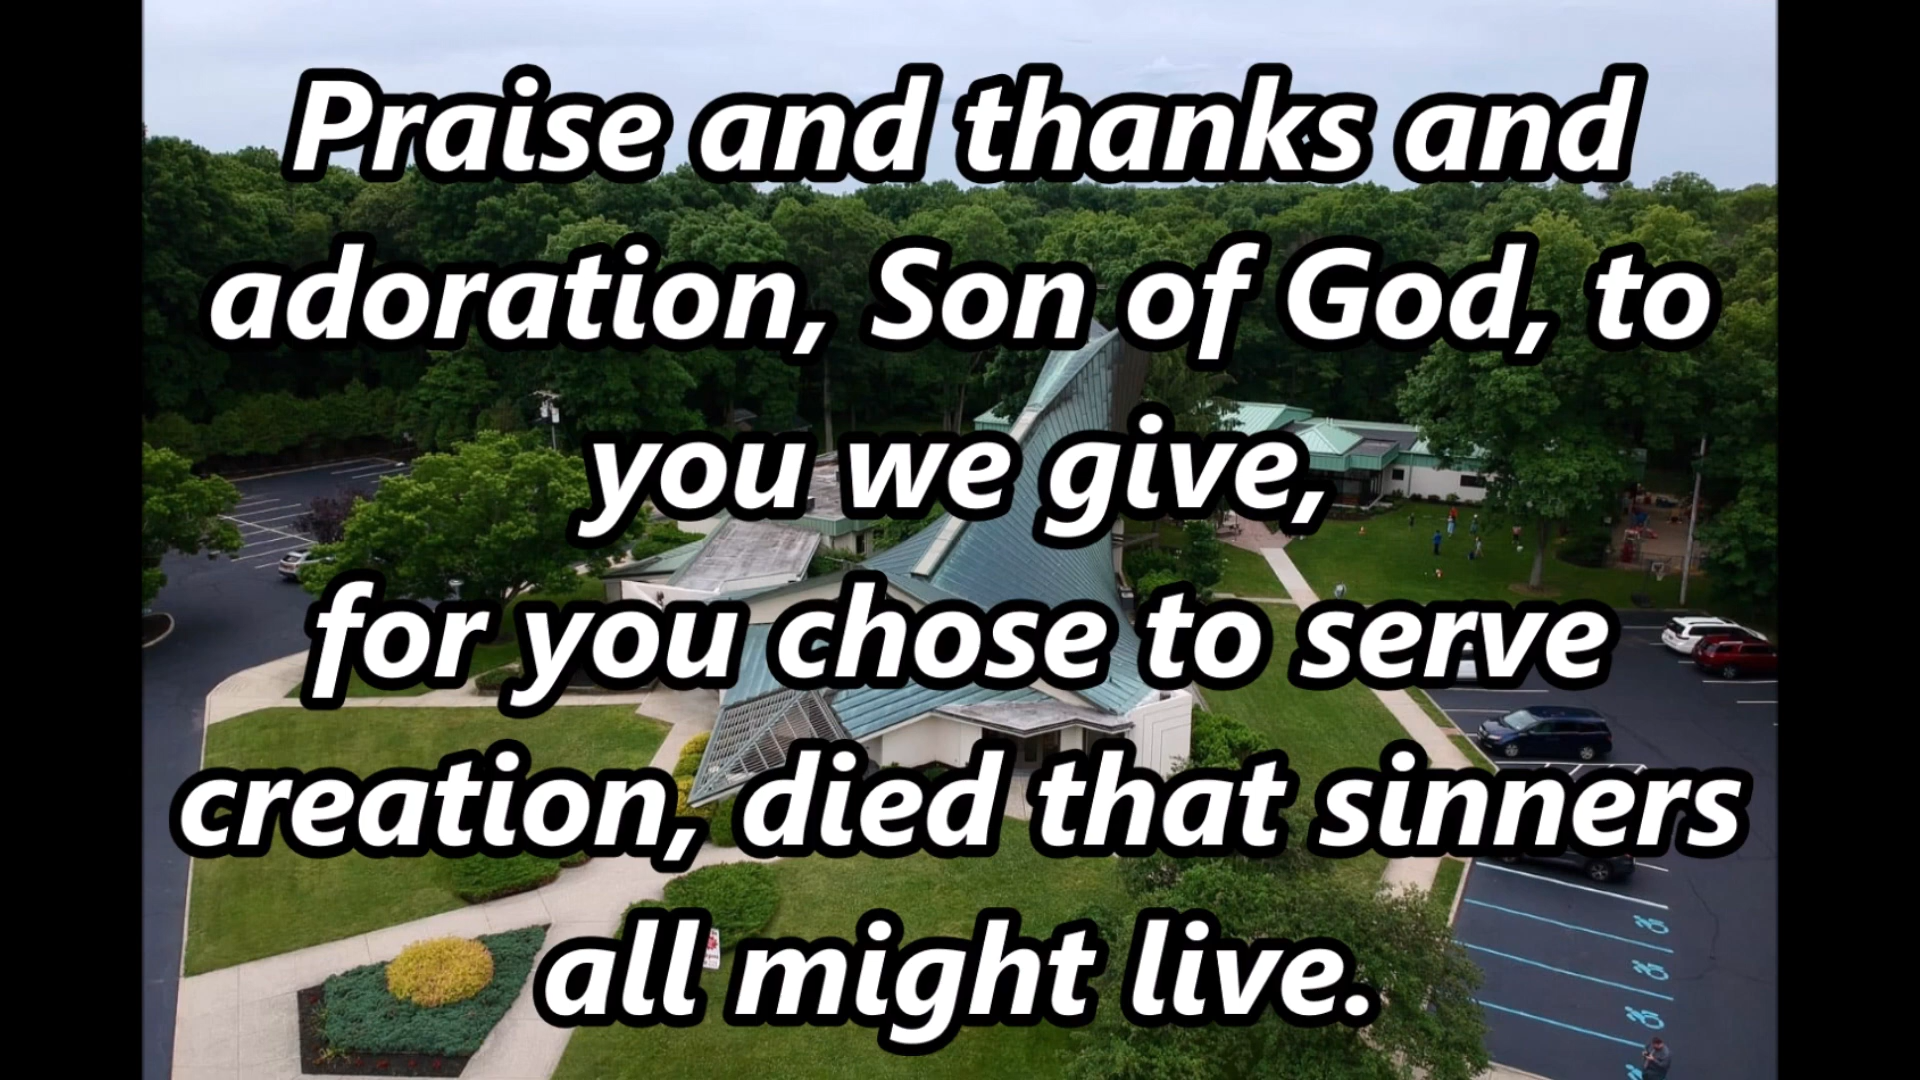 Praise and thanks and
adoration, Son of God, to
you we give,
for you chose to serve
creation, died that sinners
all might live.